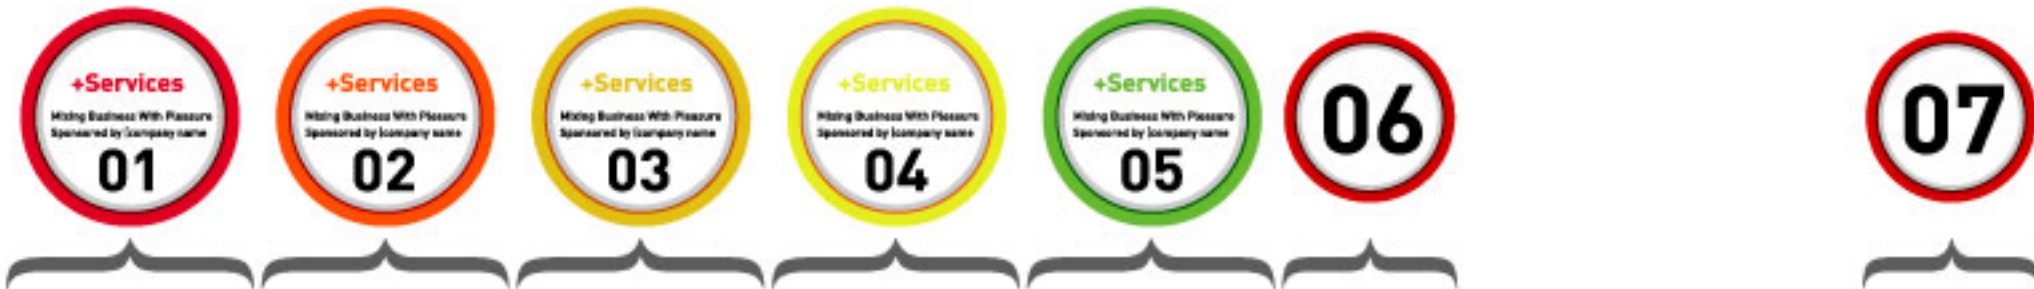 +Services
Mixing Business With Pleasure
Sponsored by [company name
01
+Services
Mixing Business With Pleasure
Sponsored by [company name
02
+Services
Mixing Business With Pleasure
Sponsored by [company name
03
+Services
Mixing Business With Pleasure
Sponsored by [company name
04
+Services
Mixing Business With Pleasure
Sponsored by [company name
05
06
07